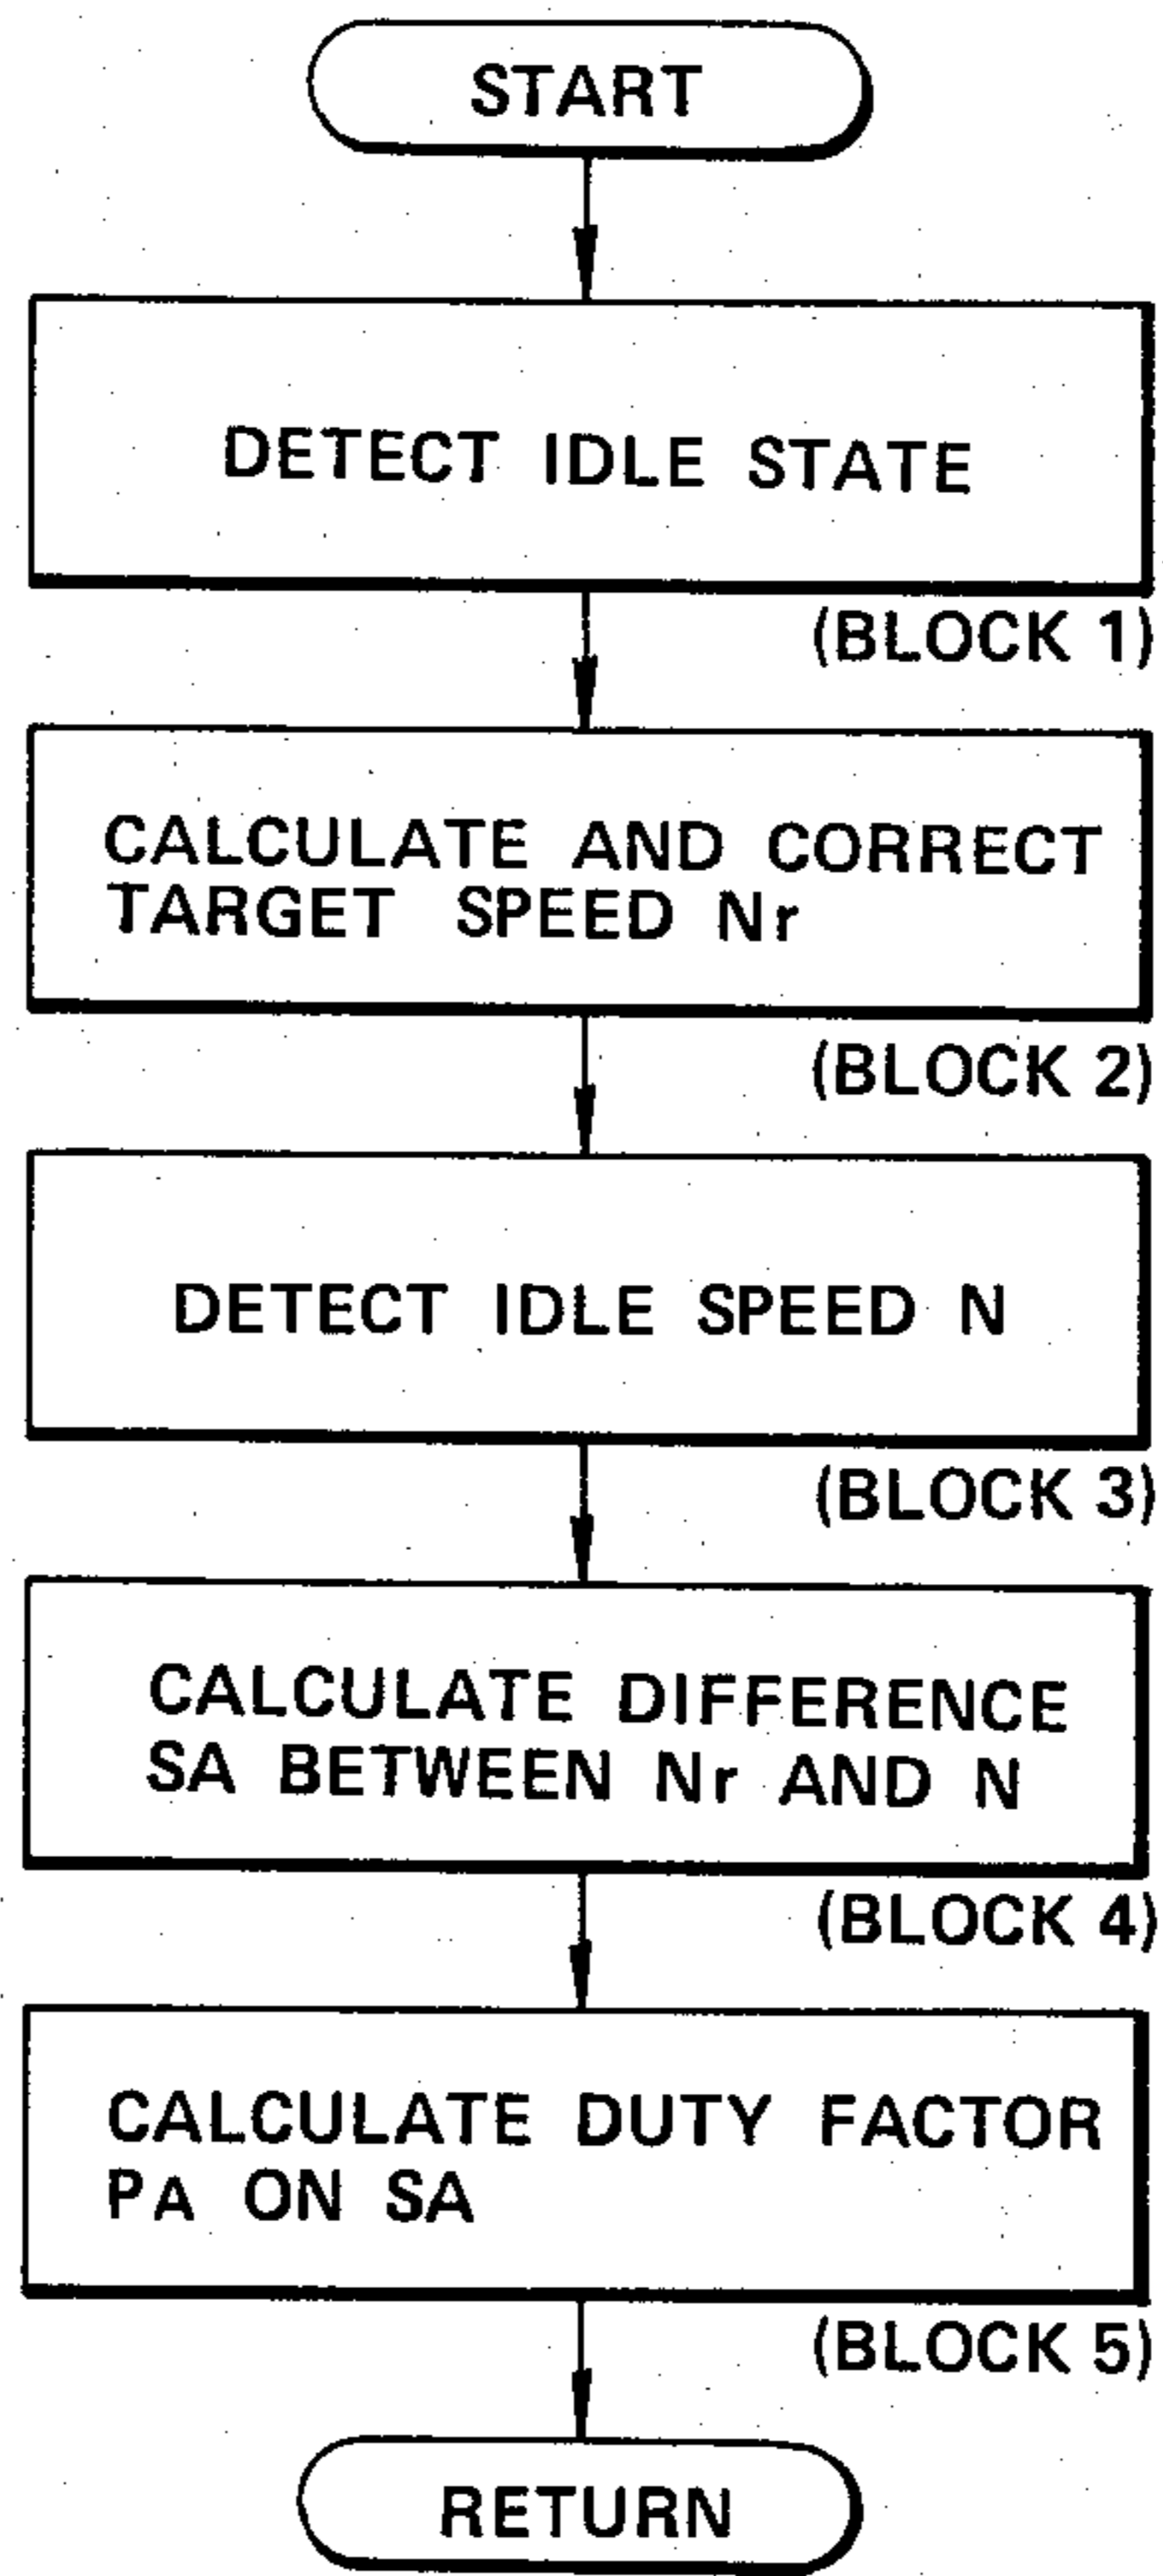 START
DETECT IDLE STATE
(BLOCK 1)
CALCULATE AND CORRECT
TARGET SPEED Nr
(BLOCK 2)
DETECT IDLE SPEED N
(BLOCK 3)
CALCULATE DIFFERENCE
SA BETWEEN Nr AND N
(BLOCK 4)
CALCULATE DUTY FACTOR
PA ON SA
(BLOCK 5)
RETURN